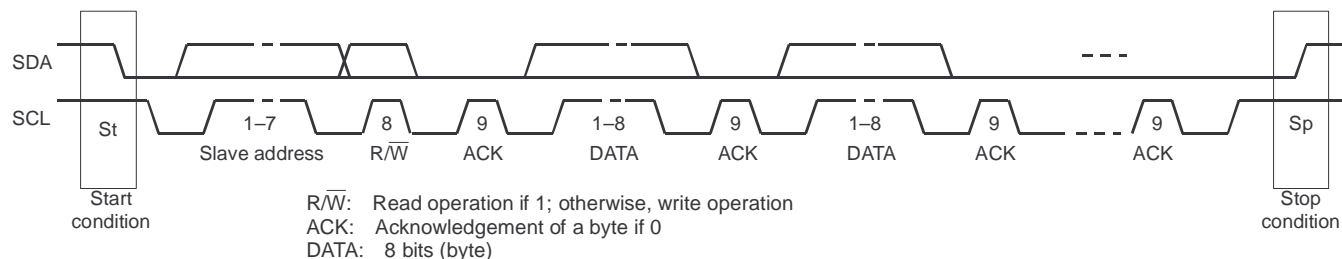 SDA
SCL
St
1–7
8
9
1–8
9
1–8
9
9
Sp
Slave address
R/W̅
ACK
DATA
ACK
DATA
ACK
ACK
Start
condition
Stop
condition
R/W̅: Read operation if 1; otherwise, write operation
ACK: Acknowledgement of a byte if 0
DATA: 8 bits (byte)